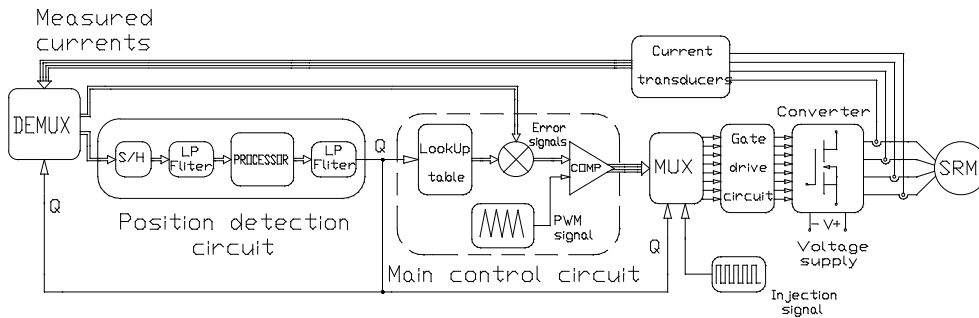 Measured
currents
Current
transducers
DEMUX
S/H
LP
Fliter
PROCESSOR
LP
Fliter
Q
LookUp
table
Error
signals
COMP
PWM
signal
MUX
Gate
drive
circuit
Converter
SRM
- V+
Voltage
supply
Q
Position detection
circuit
Main control circuit
Q
Injection
signal